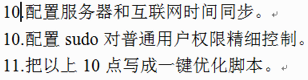 10.配置服务器和互联网时间同步。
10.配置 sudo 对普通用户权限精细控制。
11.把以上 10 点写成一键优化脚本。